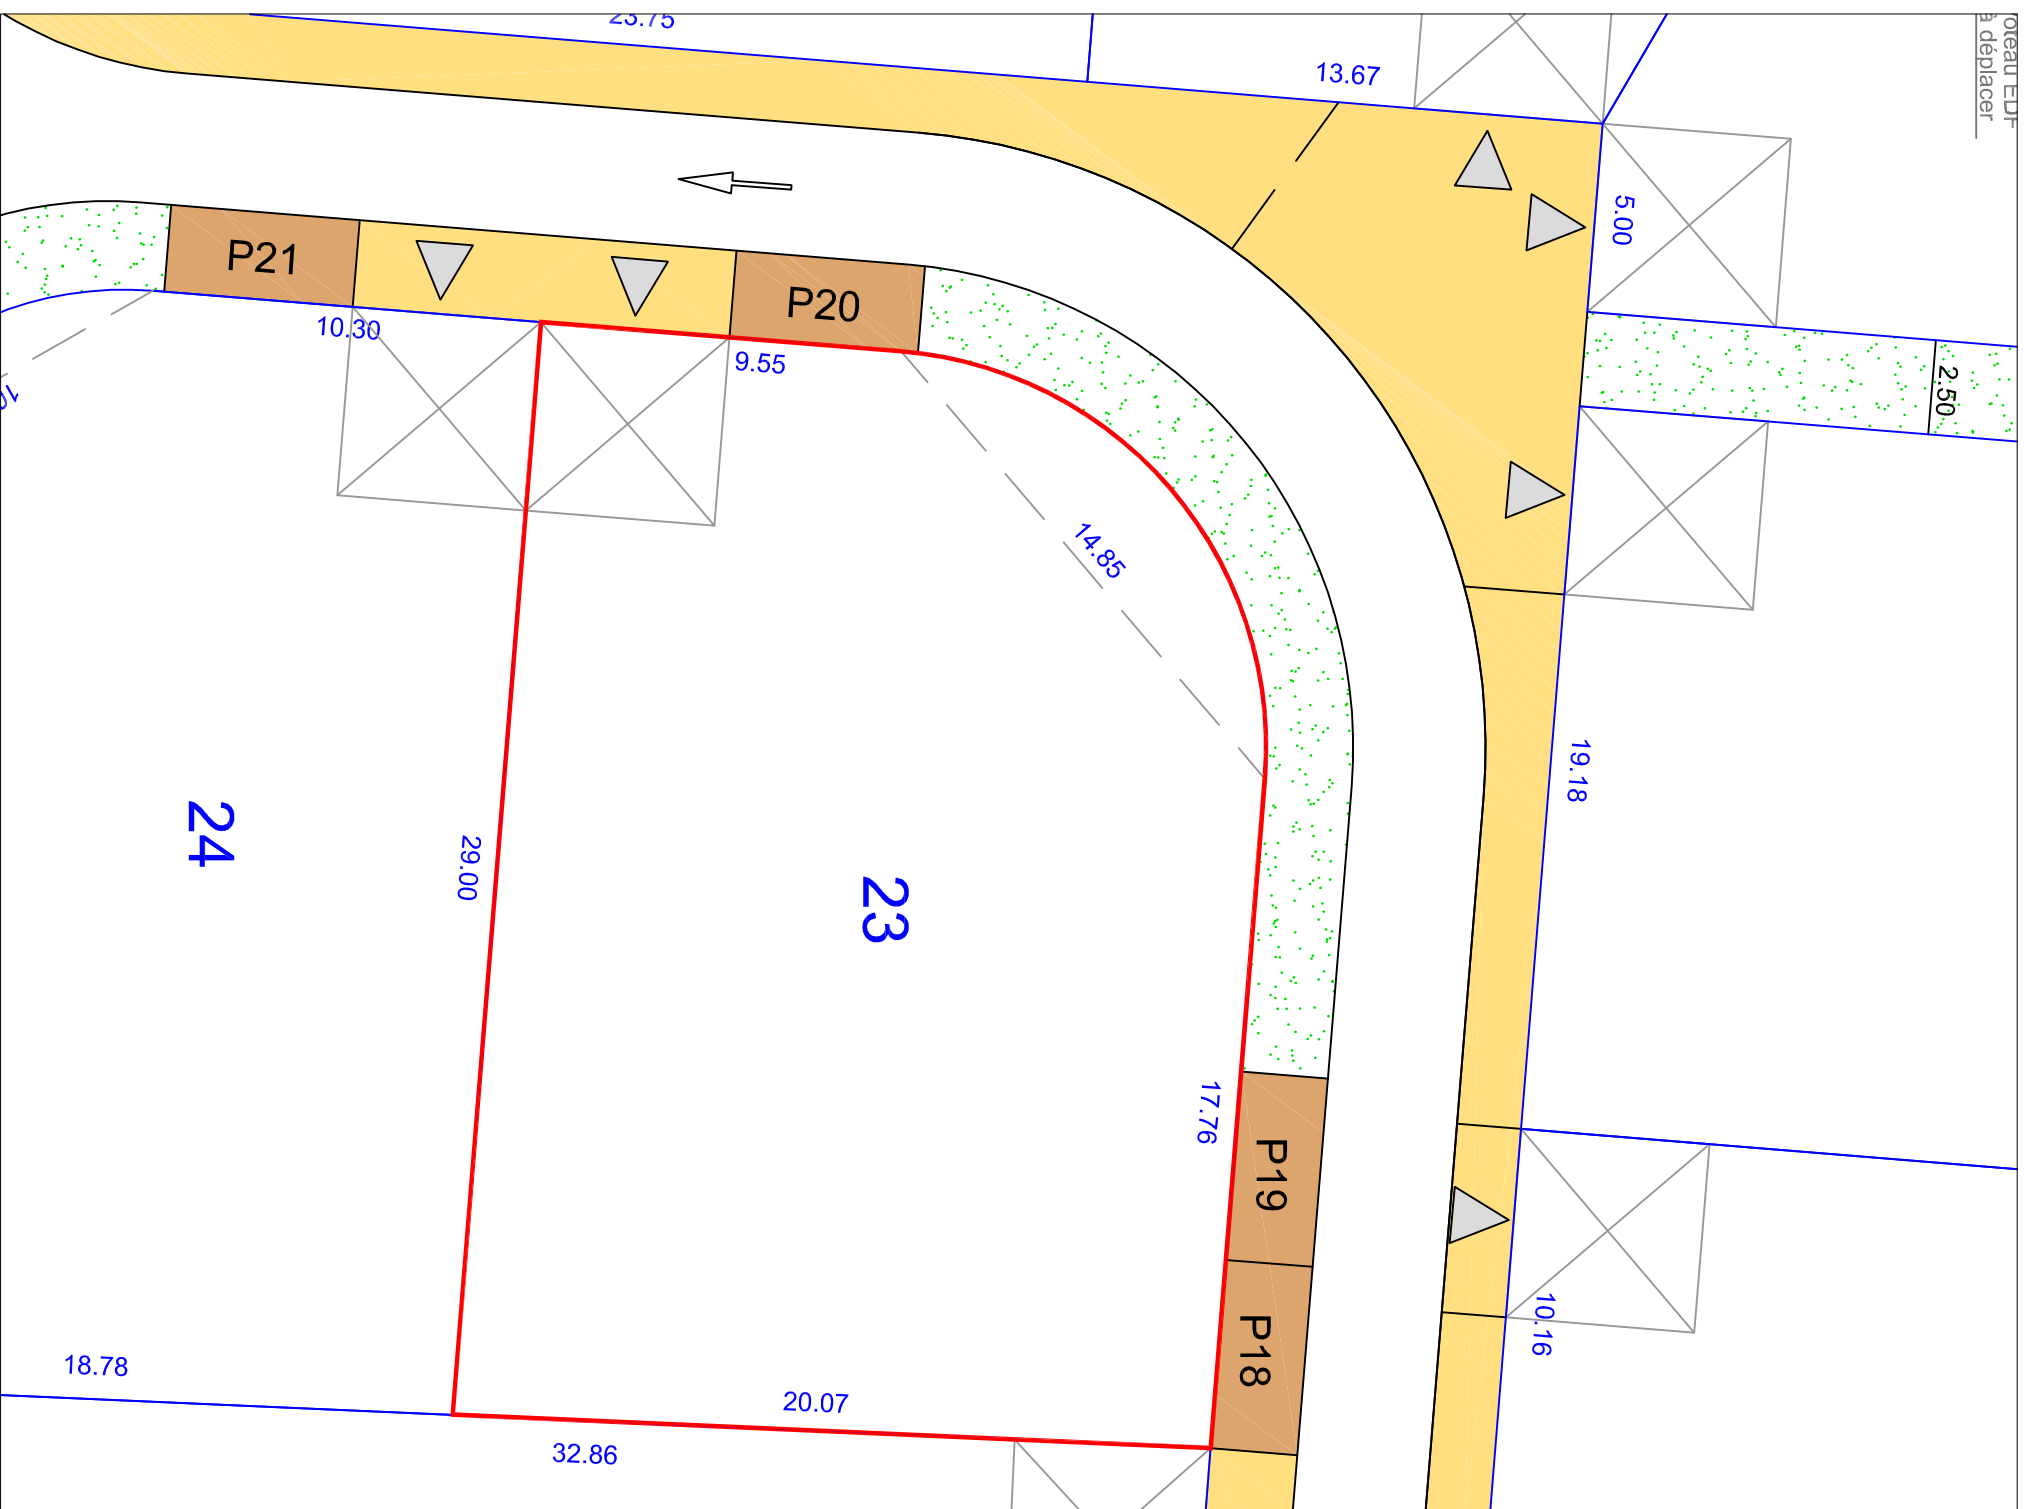 23.75
13.67
oteau EDF
à déplacer
5.00
P21
P20
10.30
9.55
2.50
14.85
19.18
24
29.00
23
17.76
P19
10.16
P18
18.78
20.07
32.86